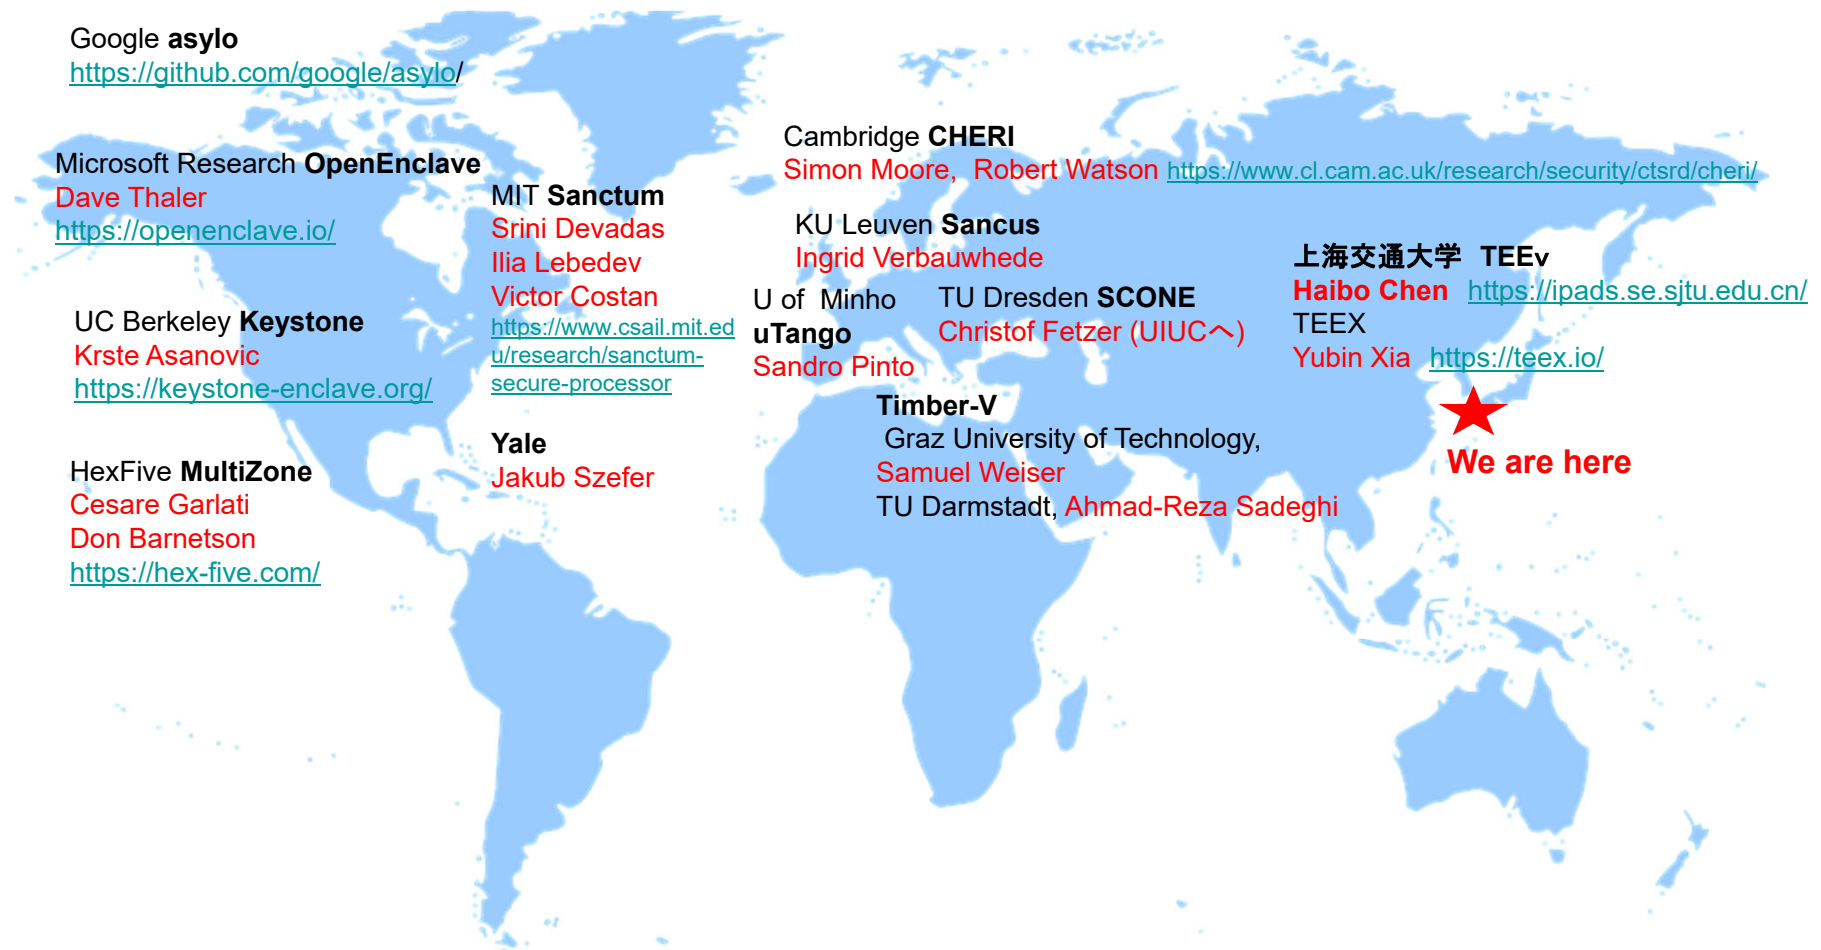 Google asylo
https://github.com/google/asylo/
Microsoft Research OpenEnclave
Dave Thaler
https://openenclave.io/
UC Berkeley Keystone
Krste Asanovic
https://keystone-enclave.org/
HexFive MultiZone
Cesare Garlati
Don Barnetson
https://hex-five.com/
MIT Sanctum
Srini Devadas
Ilia Lebedev
Victor Costan
https://www.csail.mit.ed
u/research/sanctum-
secure-processor
Yale
Jakub Szefer
Cambridge CHERI
Simon Moore, Robert Watson https://www.cl.cam.ac.uk/research/security/ctsrd/cheri/
KU Leuven Sancus
Ingrid Verbauwhede
U of Minho
uTango
Sandro Pinto
TU Dresden SCONE
Christof Fetzer (UIUCへ)
Timber-V
Graz University of Technology,
Samuel Weiser
TU Darmstadt, Ahmad-Reza Sadeghi
上海交通大学 TEEv
Haibo Chen https://ipads.se.sjtu.edu.cn/
TEEX
Yubin Xia https://teex.io/
We are here